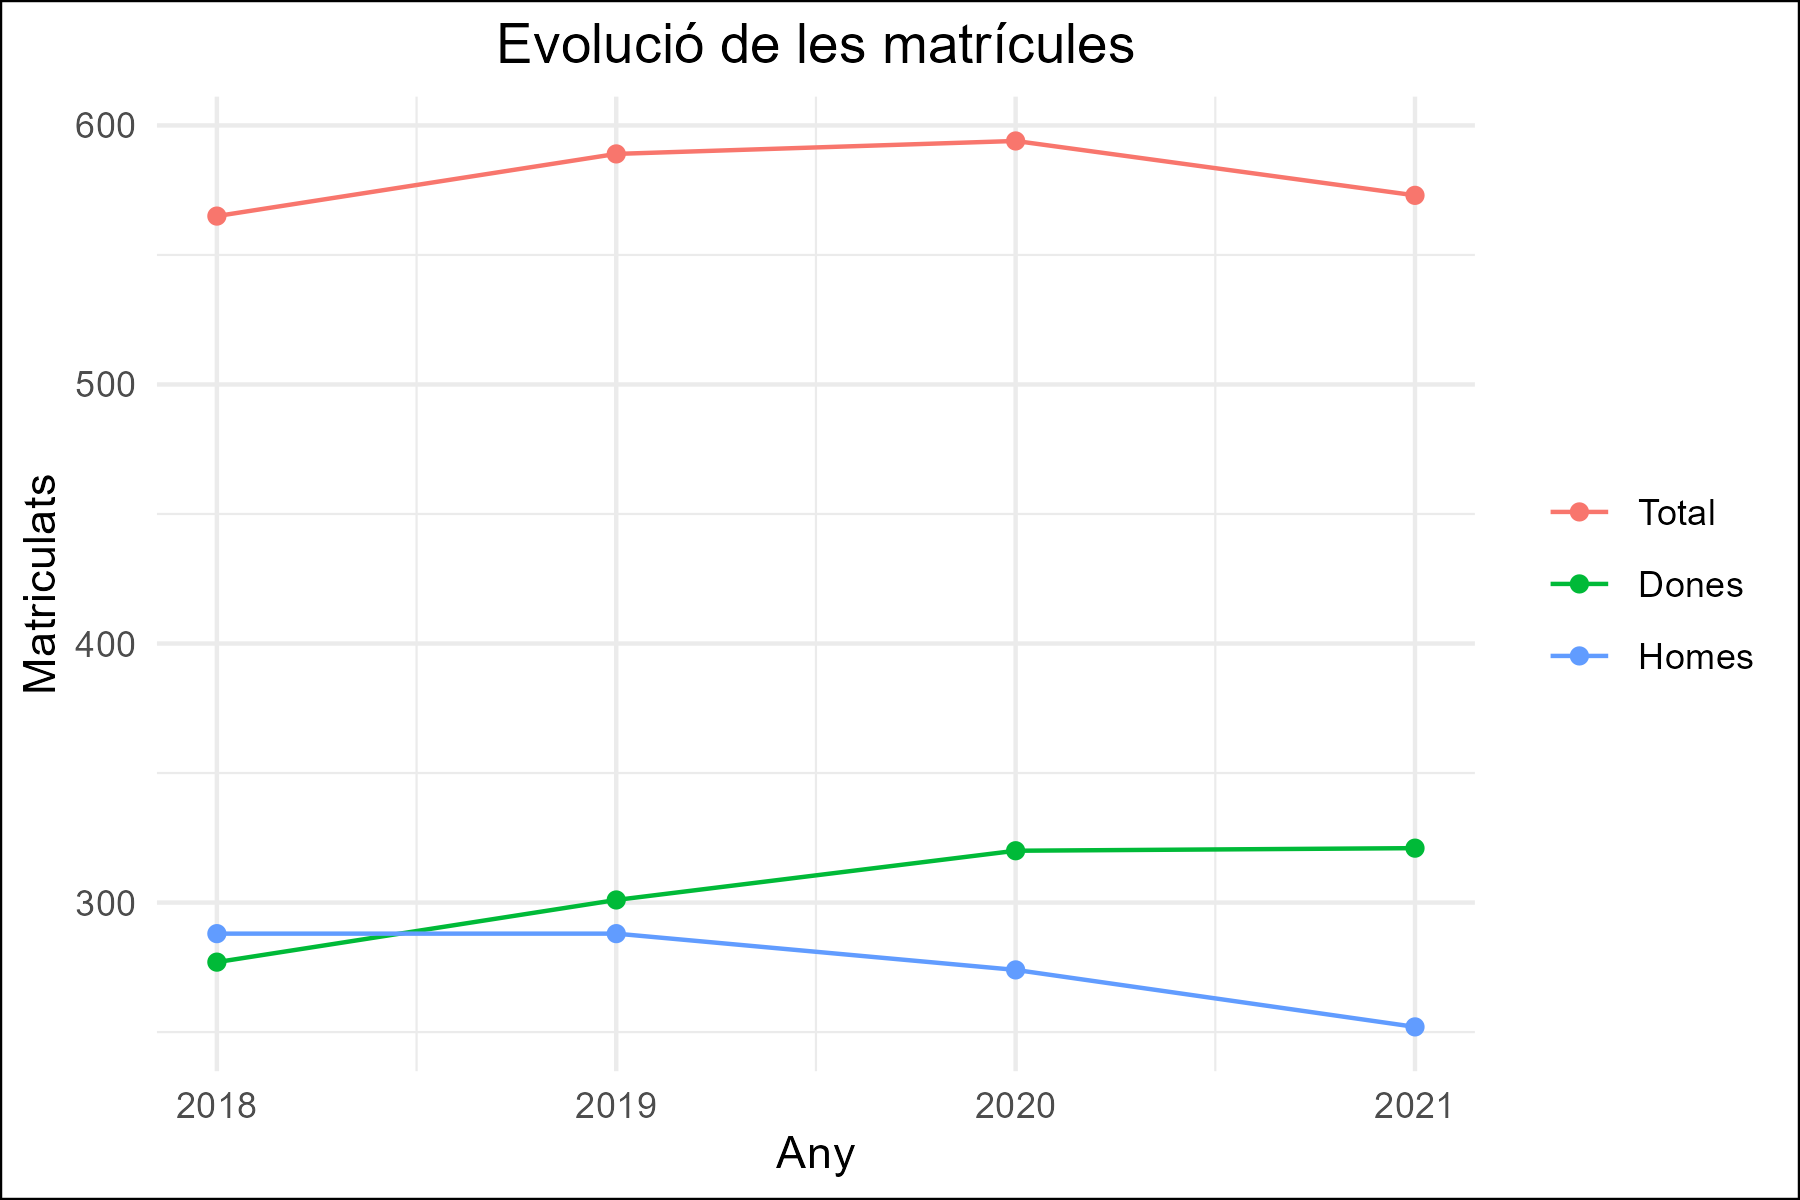 Evolució de les matrícules
600
500
400
300
Matriculats
2018 2019 2020 2021
Any
Total
Dones
Homes